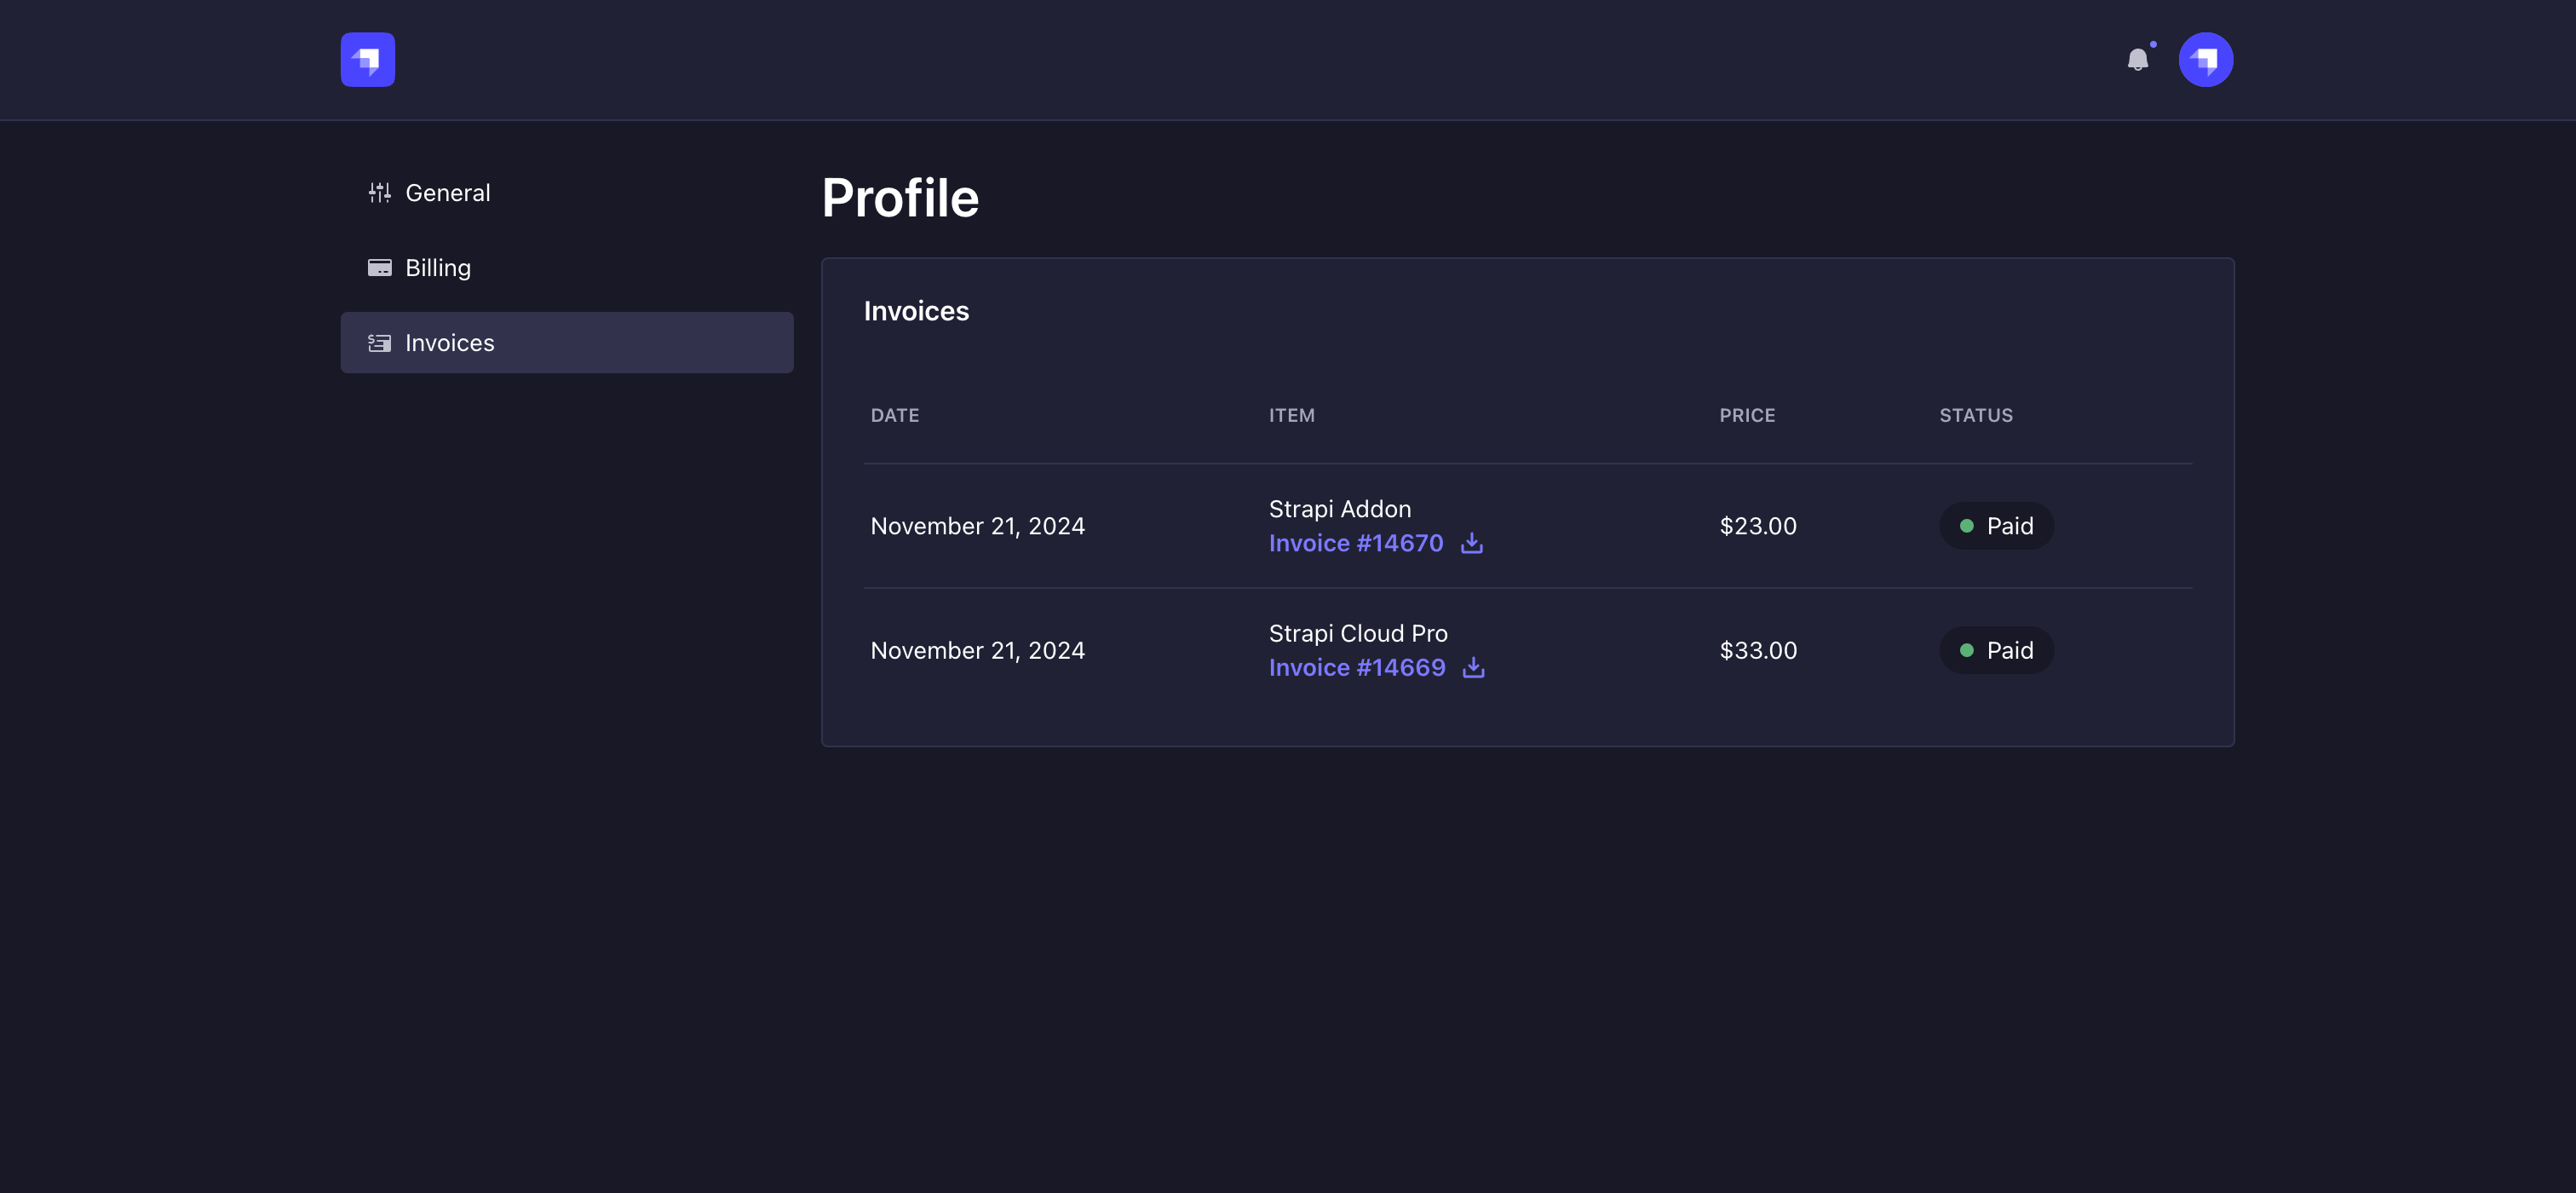 General
Billing
Invoices
Profile
Invoices
DATE ITEM PRICE STATUS
November 21, 2024 Strapi Addon $23.00 Paid
Invoice #14670
November 21, 2024 Strapi Cloud Pro $33.00 Paid
Invoice #14669